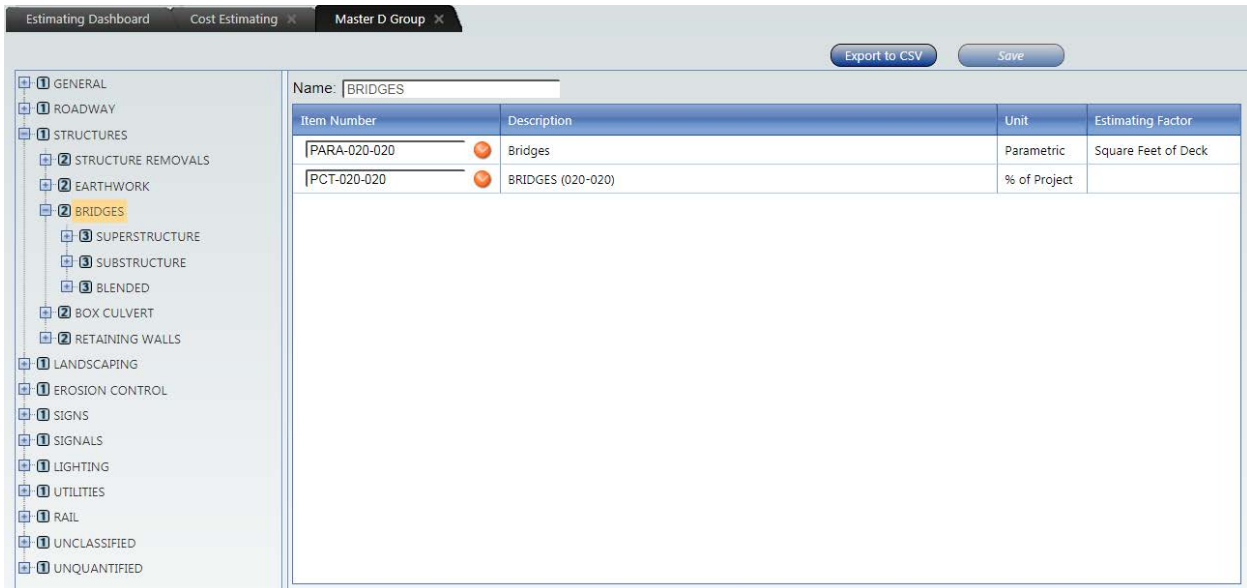 Estimating Dashboard Cost Estimating Master D Group
Export to CSV Save
1 GENERAL
1 ROADWAY
1 STRUCTURES
2 STRUCTURE REMOVALS
2 EARTHWORK
2 BRIDGES
3 SUPERSTRUCTURE
3 SUBSTRUCTURE
3 BLENDED
2 BOX CULVERT
2 RETAINING WALLS
1 LANDSCAPING
1 EROSION CONTROL
1 SIGNS
1 SIGNALS
1 LIGHTING
1 UTILITIES
1 RAIL
1 UNCLASSIFIED
1 UNQUANTIFIED
Name: BRIDGES
Item Number Description Unit Estimating Factor
PARA-020-020 Bridges Parametric Square Feet of Deck
PCT-020-020 BRIDGES (020-020) % of Project